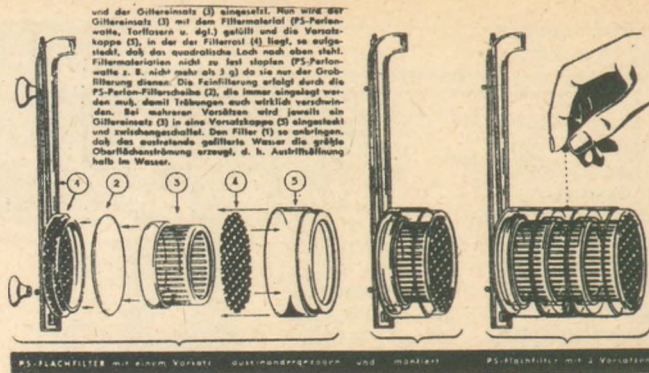 und der Gittereinsatz (3) eingesetzt. Nun wird der
Gittereinsatz (3) mit dem Filtermaterial (PS-Perlon-
watte, Torffasern u. dgl.) gefüllt und die Vorsatz-
kappe (5), in der der Filterrost (4) liegt, so aufge-
steckt, daß das quadratische Loch nach oben steht.
Filtermaterialien nicht zu fest stopfen (PS-Perlon-
watte z. B. nicht mehr als 3 g) da sie nur der Grob-
filterung dienen. Die Feinfilterung erfolgt durch die
PS-Perlon-Filterscheibe (2), die immer eingelegt wer-
den muß, damit Trübungen auch wirklich verschwin-
den. Bei mehreren Vorsätzen wird jeweils ein
Gittereinsatz (3) in eine Vorsatzkappe (5) eingesteckt
und zwischengeschaltet. Den Filter (1) so anbringen,
daß das austretende gefilterte Wasser die größte
Oberflächenströmung erzeugt, d. h. Austrittsöffnung
halb im Wasser.
1 2 3 4 5
PS-FLACHFILTER mit einem Vorsatz auseinandergezogen und montiert PS-Flachfilter mit 3 Vorsätzen